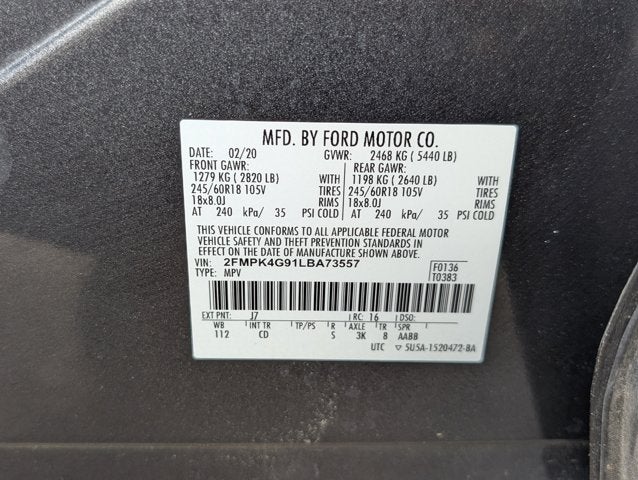 MFD. BY FORD MOTOR CO.
DATE: 02/20 GVWR: 2468 KG ( 5440 LB)
FRONT GAWR: REAR GAWR:
1279 KG ( 2820 LB) WITH 1198 KG ( 2640 LB) WITH
245/60R18 105V TIRES 245/60R18 105V TIRES
18x8.0J RIMS 18x8.0J RIMS
AT 240 kPa/ 35 PSI COLD AT 240 kPa/ 35 PSI COLD
THIS VEHICLE CONFORMS TO ALL APPLICABLE FEDERAL MOTOR
VEHICLE SAFETY AND THEFT PREVENTION STANDARDS IN
EFFECT ON THE DATE OF MANUFACTURE SHOWN ABOVE.
VIN: 2FMPK4G91LBA73557 F0136
TYPE: MPV T0383
EXT PNT: J7 RC: 16 DSO:
WB INT TR TP/PS R AXLE TR SPR
112 CD S 3K 8 AABB
UTC ▽ 5U5A-1520472-BA